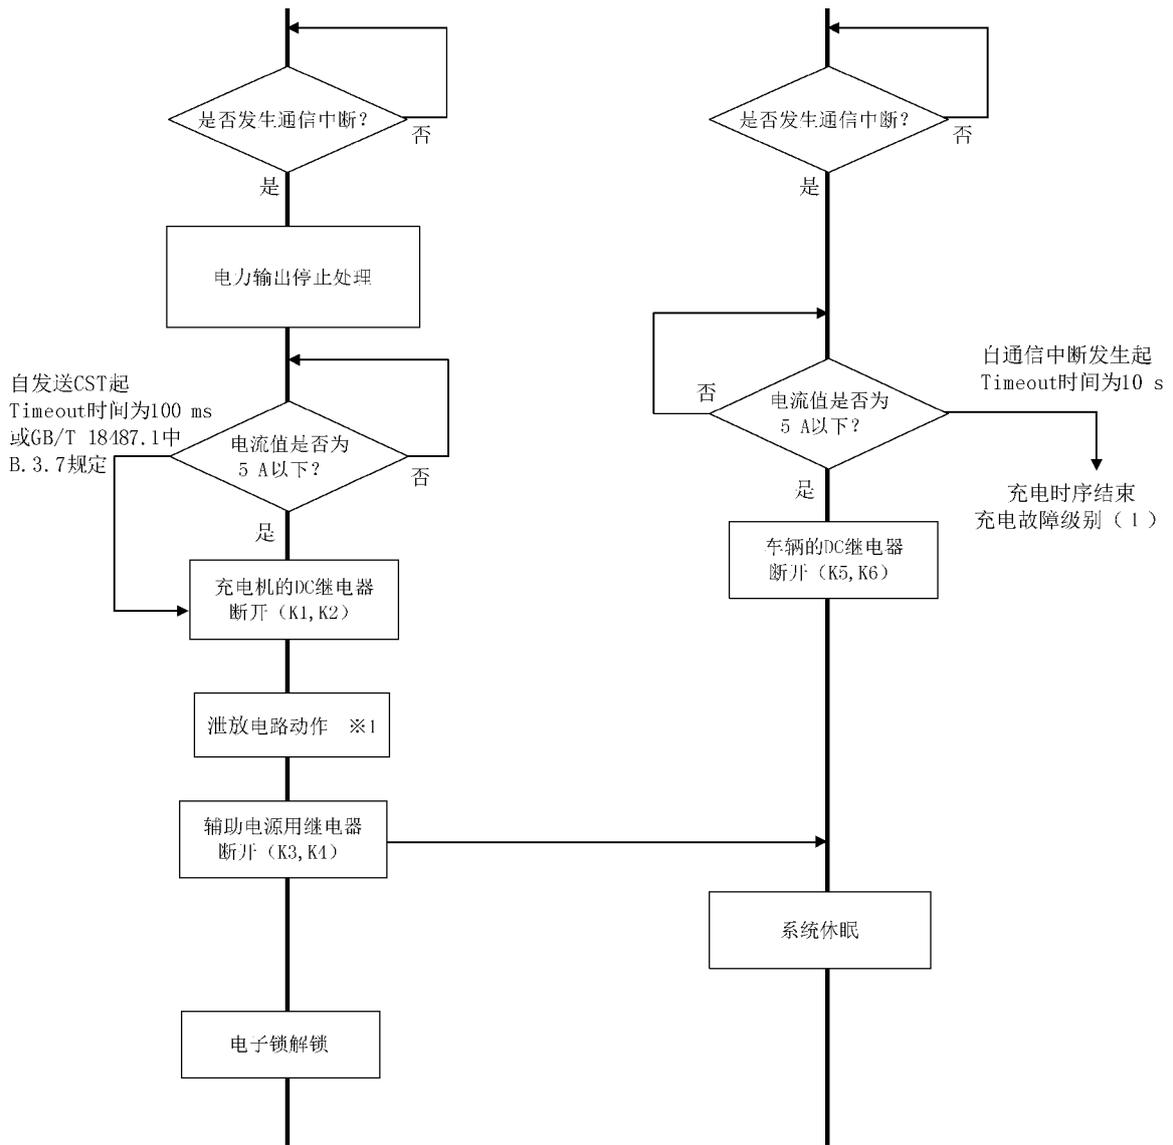 是否发生通信中断?
否
是
电力输出停止处理
自发送CST起
Timeout时间为100 ms
或GB/T 18487.1中
B.3.7规定
电流值是否为
5 A以下?
否
是
充电机的DC继电器
断开（K1,K2）
泄放电路动作 ※1
辅助电源用继电器
断开（K3,K4）
电子锁解锁
是否发生通信中断?
否
是
否
电流值是否为
5 A以下?
自通信中断发生起
Timeout时间为10 s
充电时序结束
充电故障级别（1）
是
车辆的DC继电器
断开（K5,K6）
系统休眠